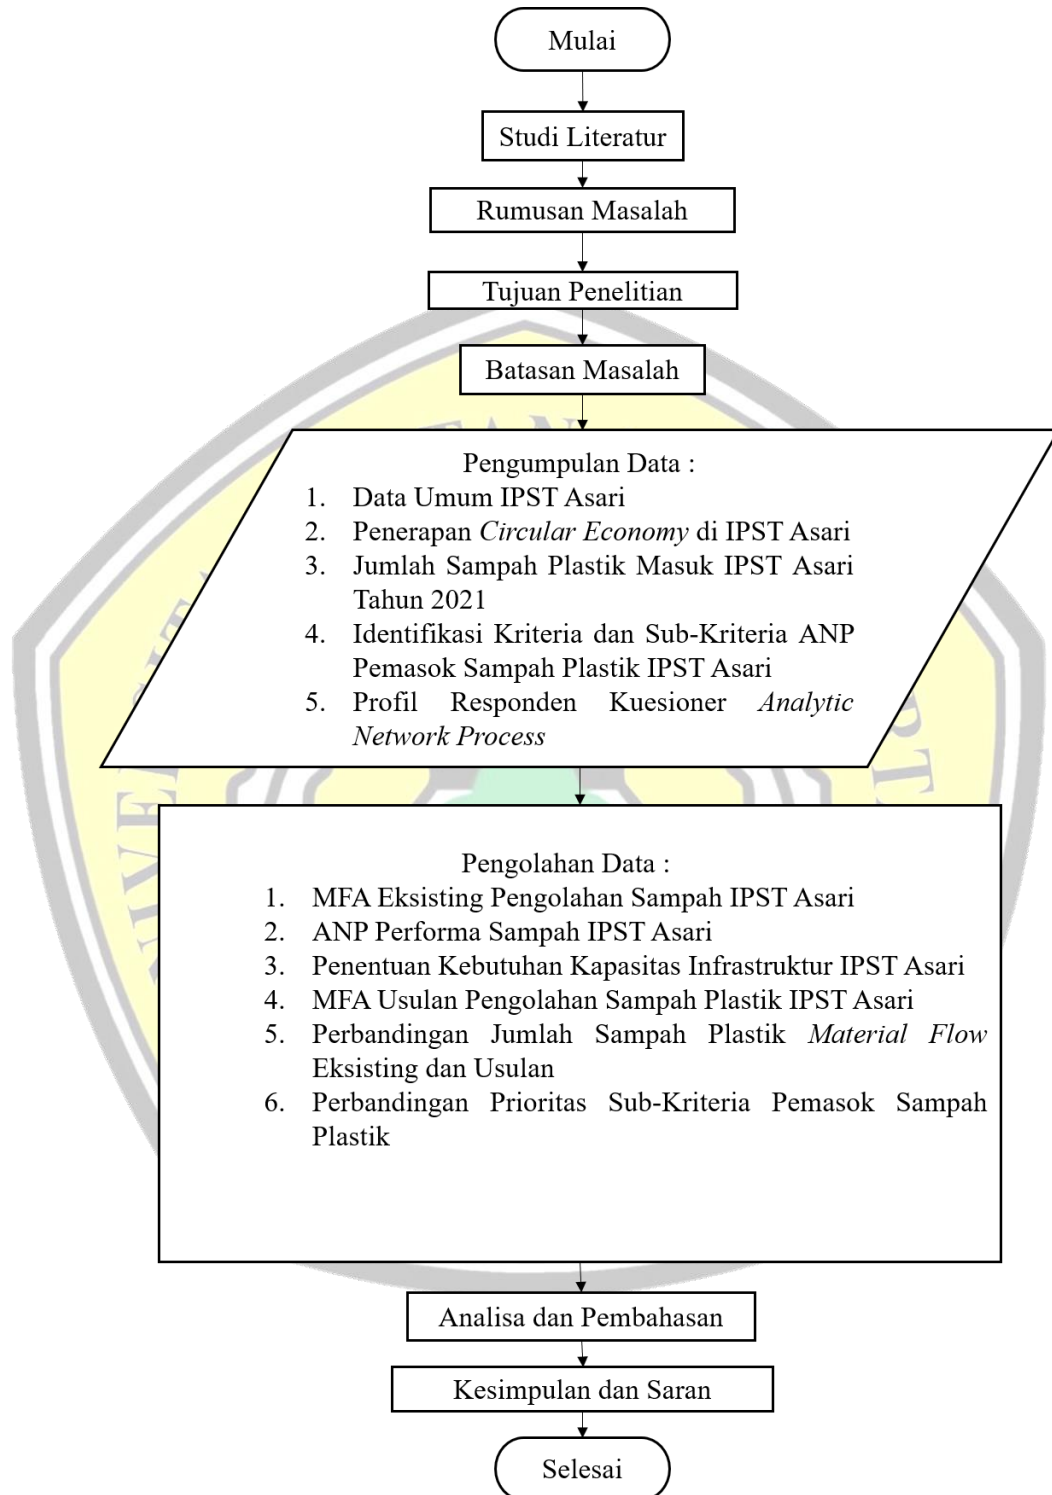 Mulai
Studi Literatur
Rumusan Masalah
Tujuan Penelitian
Batasan Masalah
Pengumpulan Data :
1. Data Umum IPST Asari
2. Penerapan Circular Economy di IPST Asari
3. Jumlah Sampah Plastik Masuk IPST Asari
Tahun 2021
4. Identifikasi Kriteria dan Sub-Kriteria ANP
Pemasok Sampah Plastik IPST Asari
5. Profil Responden Kuesioner Analytic
Network Process
Pengolahan Data :
1. MFA Eksisting Pengolahan Sampah IPST Asari
2. ANP Performa Sampah IPST Asari
3. Penentuan Kebutuhan Kapasitas Infrastruktur IPST Asari
4. MFA Usulan Pengolahan Sampah Plastik IPST Asari
5. Perbandingan Jumlah Sampah Plastik Material Flow
Eksisting dan Usulan
6. Perbandingan Prioritas Sub-Kriteria Pemasok Sampah
Plastik
Analisa dan Pembahasan
Kesimpulan dan Saran
Selesai